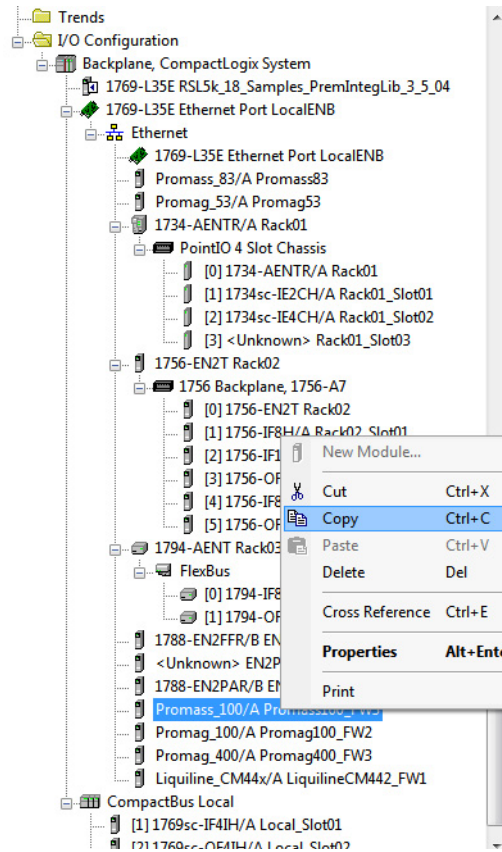 Trends
I/O Configuration
Backplane, CompactLogix System
1769-L35E RSL5k_18_Samples_PremIntegLib_3_5_04
1769-L35E Ethernet Port LocalENB
Ethernet
1769-L35E Ethernet Port LocalENB
Promass_83/A Promass83
Promag_53/A Promag53
1734-AENTR/A Rack01
PointIO 4 Slot Chassis
[0] 1734-AENTR/A Rack01
[1] 1734sc-IE2CH/A Rack01_Slot01
[2] 1734sc-IE4CH/A Rack01_Slot02
[3] <Unknown> Rack01_Slot03
1756-EN2T Rack02
1756 Backplane, 1756-A7
[0] 1756-EN2T Rack02
[1] 1756-IF8H/A Rack02_Slot01
[2] 1756-IF1
[3] 1756-OF
[4] 1756-IF8
[5] 1756-OF
1794-AENT Rack03
FlexBus
[0] 1794-IF8
[1] 1794-OF
1788-EN2FFR/B EN
<Unknown> EN2P
1788-EN2PAR/B EN
Promass_100/A Promass100_FW3
Promag_100/A Promag100_FW2
Promag_400/A Promag400_FW3
Liquiline_CM44x/A LiquilineCM442_FW1
CompactBus Local
[1] 1769sc-IF4IH/A Local_Slot01
[2] 1769sc-OF4IH/A Local_Slot02
New Module...
Cut Ctrl+X
Copy Ctrl+C
Paste Ctrl+V
Delete Del
Cross Reference Ctrl+E
Properties Alt+Ente
Print